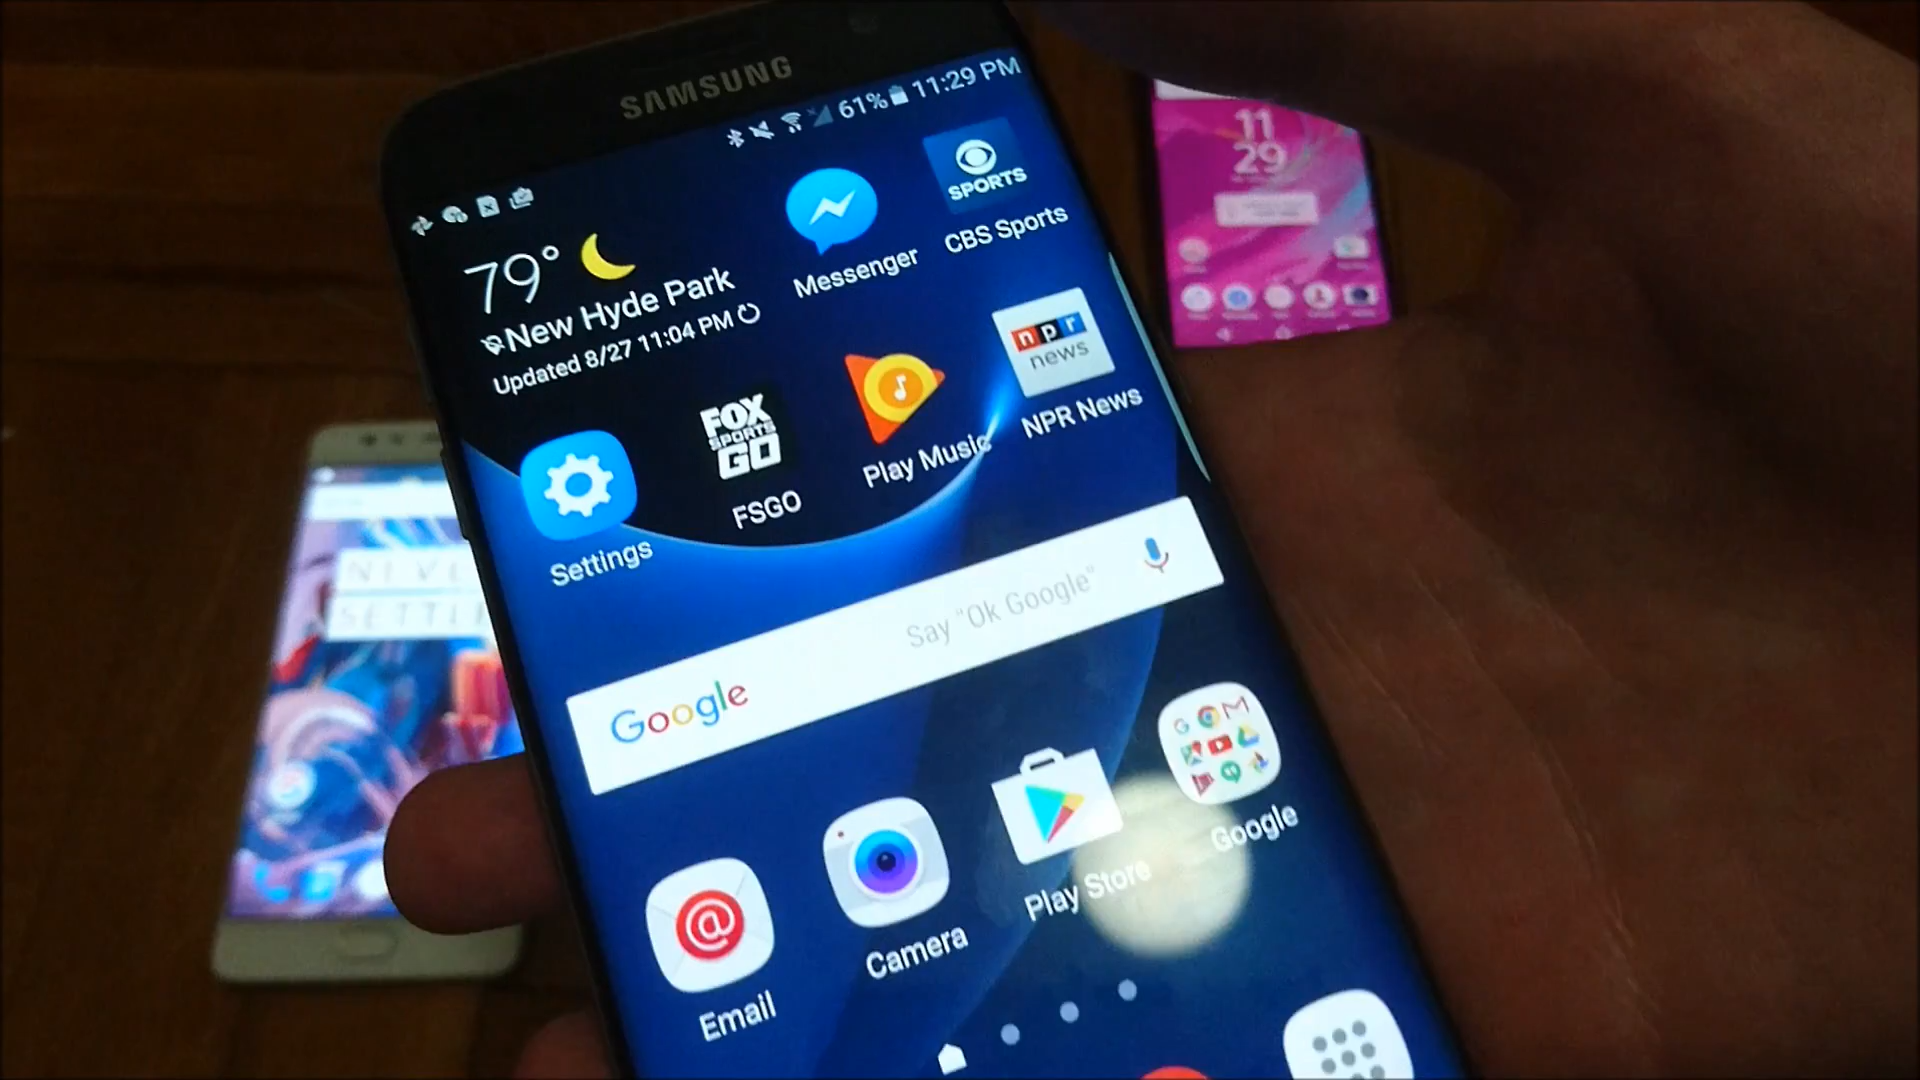 SAMSUNG
61% 11:29 PM
79°
New Hyde Park
Updated 8/27 11:04 PM
Messenger
SPORTS
CBS Sports
Settings
FOX
SPORTS
GO
FSGO
Play Music
npr
news
NPR News
Google
Say "Ok Google"
Email
Camera
Play Store
Google
11
29
NEVE
SETTLE